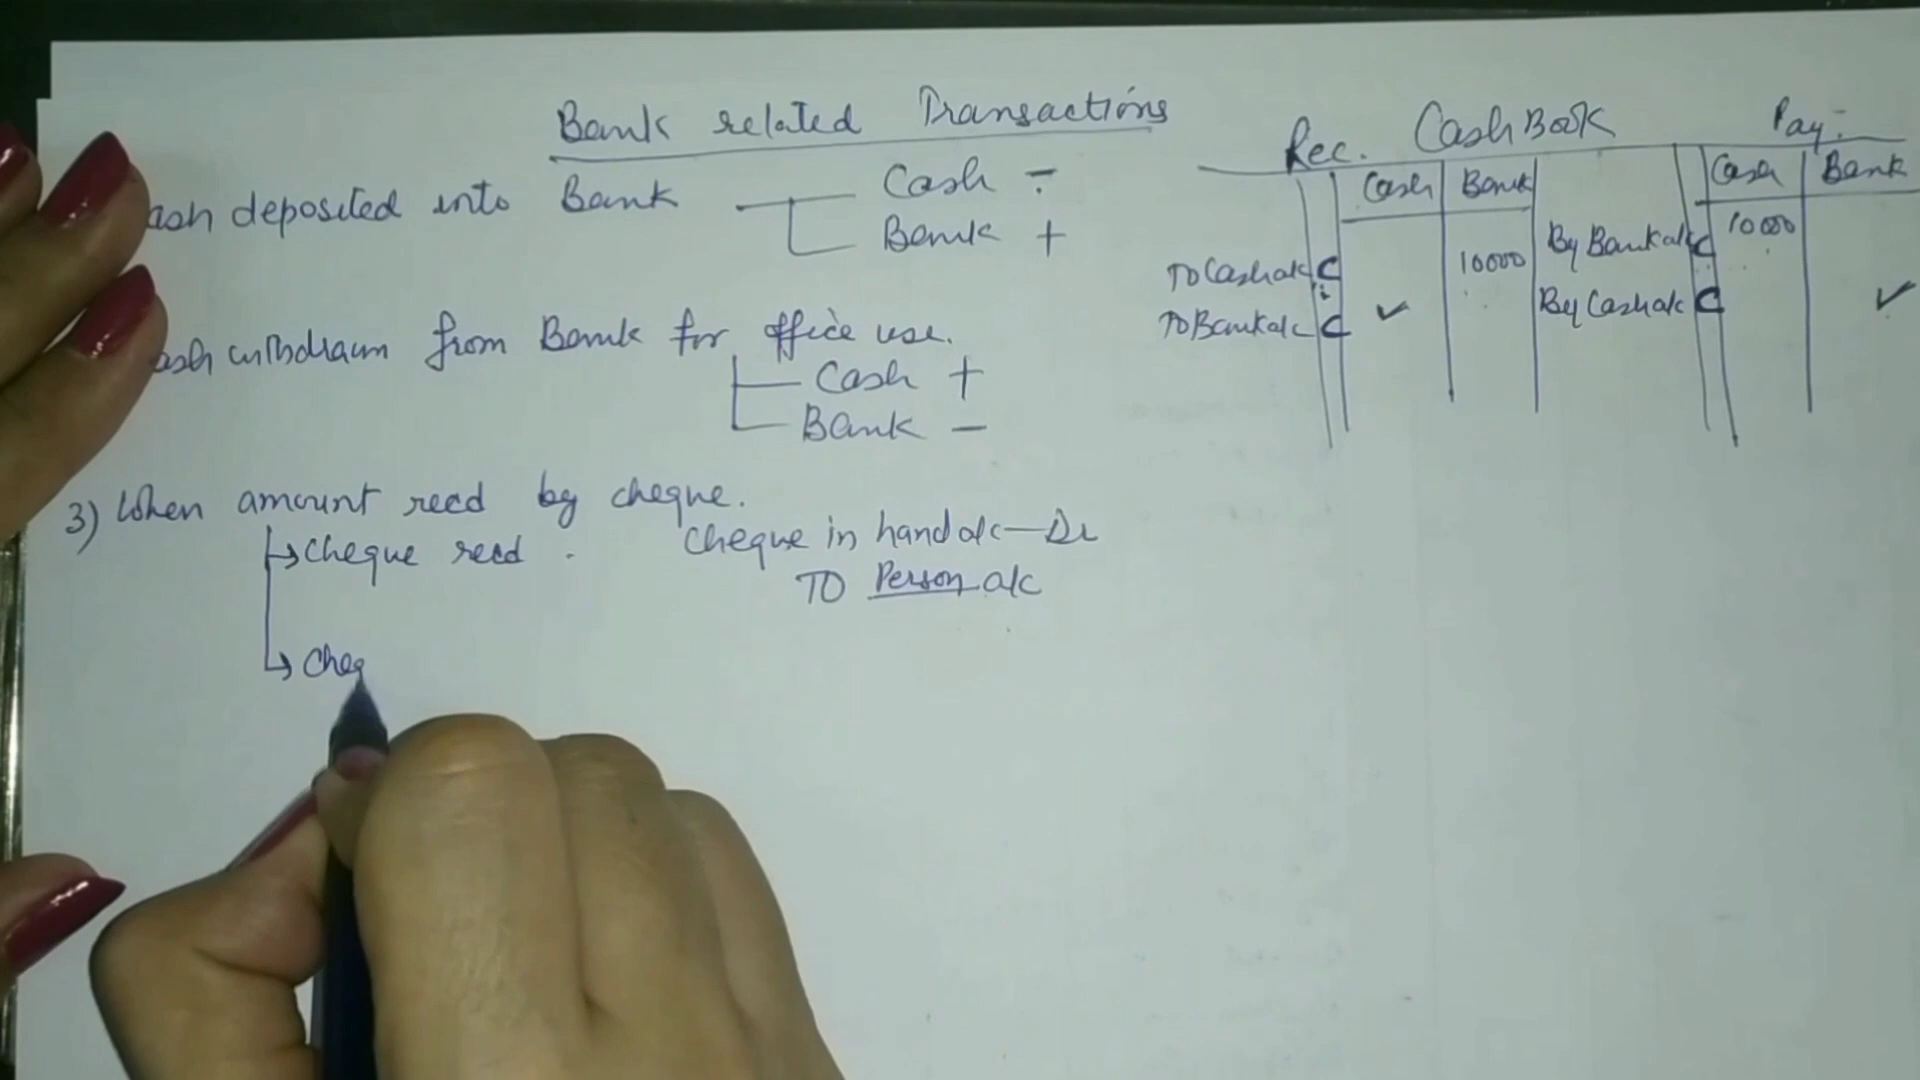 Bank related Transactions
ash deposited into Bank
Cash -
Bank +
ash withdrawn from Bank for office use.
Cash +
Bank -
3) When amount recd by cheque.
Cheque recd .
Cheque in hand a/c - Dr
TO Person a/c
Cheq
Rec. Cash Book Pay:
Cash Bank Cash Bank
By Bank a/c C 10000
To Cash a/c C 10000
By Cash a/c C ✓
To Bank a/c C ✓